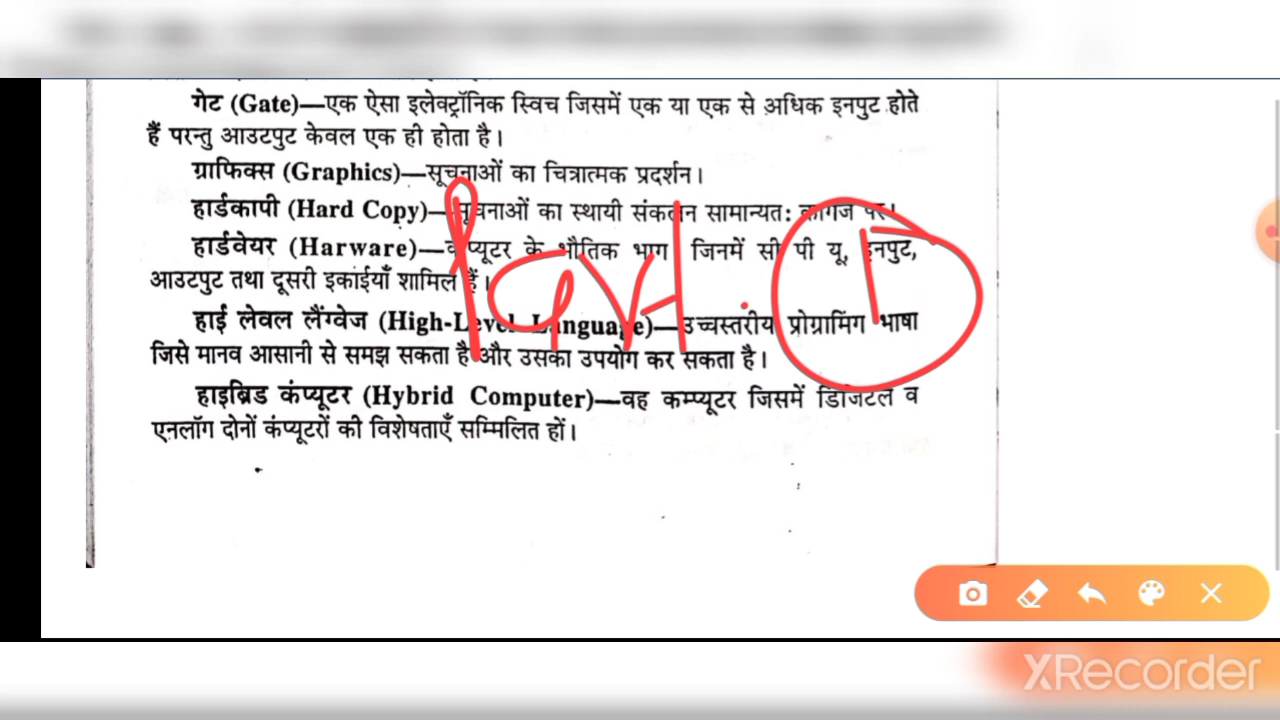 गेट (Gate)—एक ऐसा इलेक्ट्रॉनिक स्विच जिसमें एक या एक से अधिक इनपुट होते
हैं परन्तु आउटपुट केवल एक ही होता है।
ग्राफिक्स (Graphics)—सूचनाओं का चित्रात्मक प्रदर्शन।
हार्डकापी (Hard Copy)—सूचनाओं का स्थायी संकलन सामान्यत: कागज पर।
हार्डवेयर (Harware)—कंप्यूटर के भौतिक भाग जिनमें सी पी यू, इनपुट,
आउटपुट तथा दूसरी इकाईयाँ शामिल हैं।
हाई लेवल लैंग्वेज (High-Level Language)—उच्चस्तरीय प्रोग्रामिंग भाषा
जिसे मानव आसानी से समझ सकता है और उसका उपयोग कर सकता है।
हाइब्रिड कंप्यूटर (Hybrid Computer)—वह कम्प्यूटर जिसमें डिजिटल व
एनलॉग दोनों कंप्यूटरों की विशेषताएँ सम्मिलित हों।
XRecorder